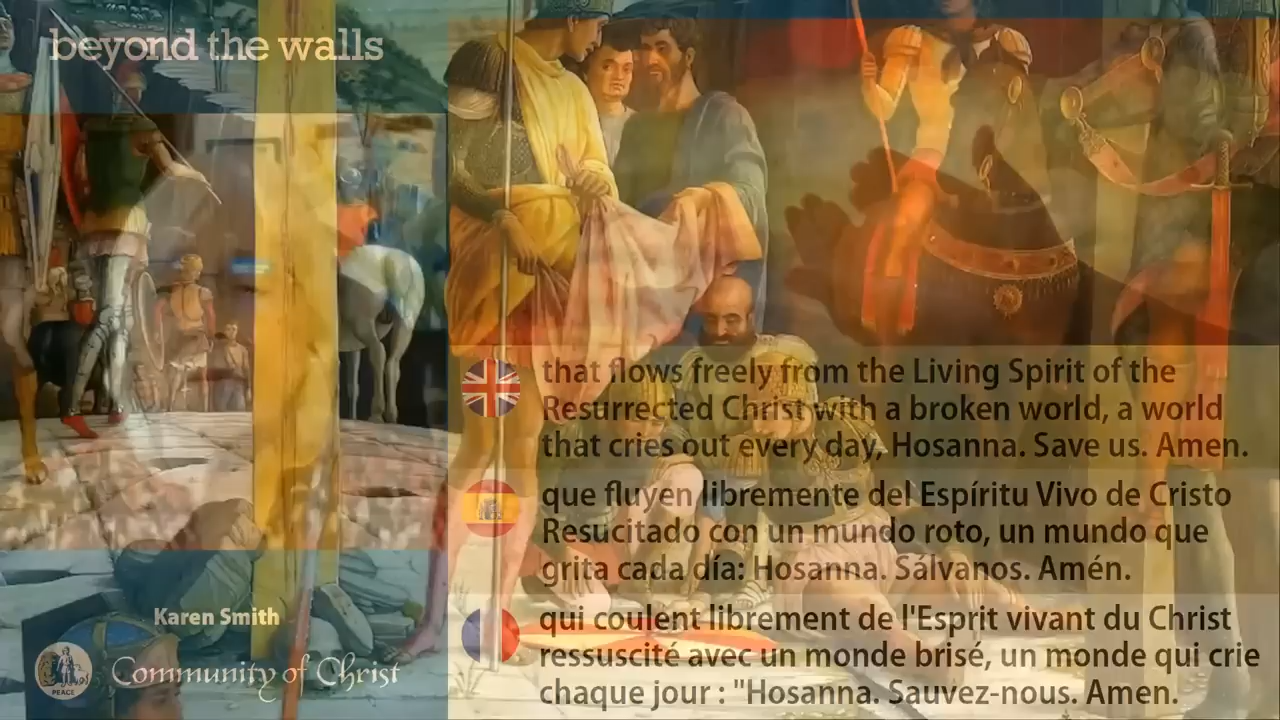 beyond the walls
that flows freely from the Living Spirit of the
Resurrected Christ with a broken world, a world
that cries out every day, Hosanna. Save us. Amen.
que fluyen libremente del Espíritu Vivo de Cristo
Resucitado con un mundo roto, un mundo que
grita cada día: Hosanna. Sálvanos. Amén.
qui coulent librement de l'Esprit vivant du Christ
ressuscité avec un monde brisé, un monde qui crie
chaque jour : "Hosanna. Sauvez-nous. Amen.
Karen Smith
PEACE
Community of Christ